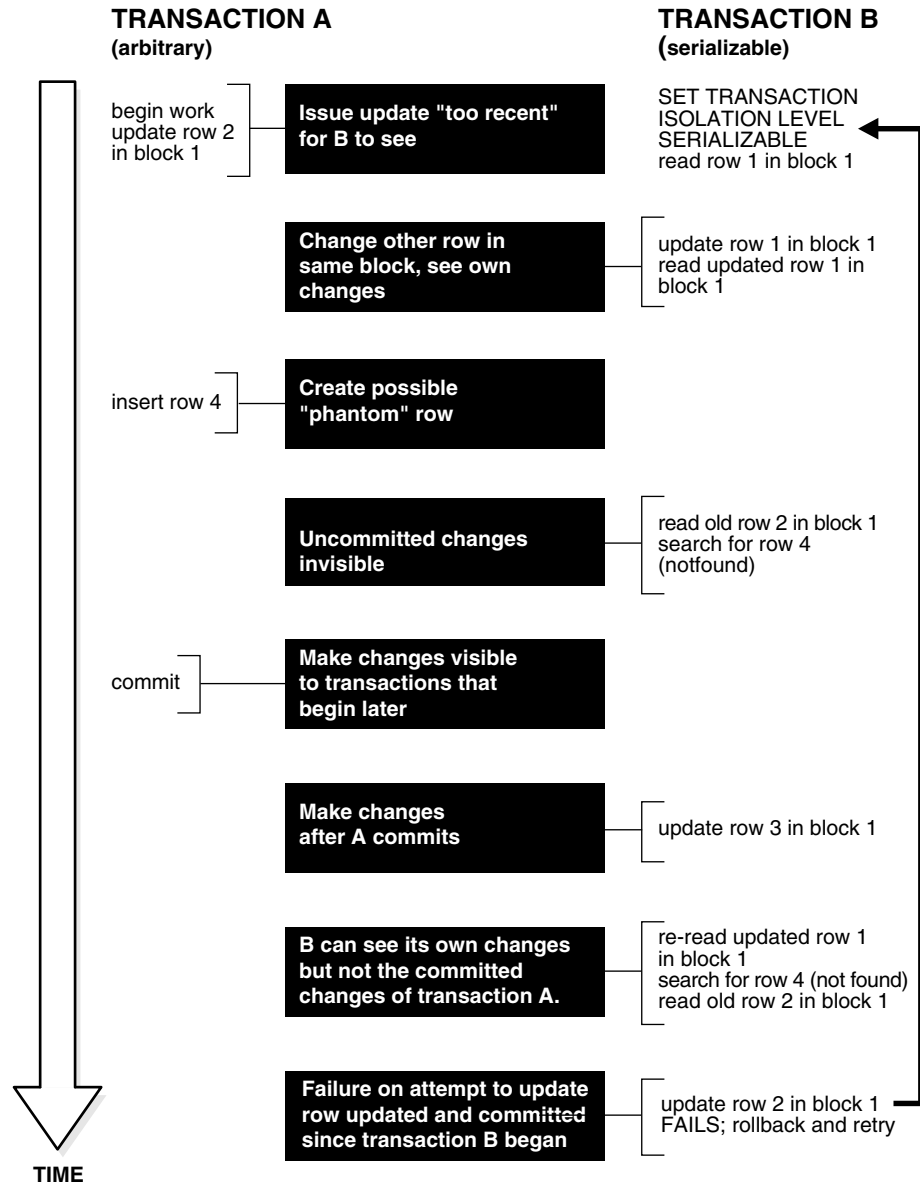 TRANSACTION A
(arbitrary)
TRANSACTION B
(serializable)
begin work
update row 2
in block 1
Issue update "too recent"
for B to see
SET TRANSACTION
ISOLATION LEVEL
SERIALIZABLE
read row 1 in block 1
Change other row in
same block, see own
changes
update row 1 in block 1
read updated row 1 in
block 1
insert row 4
Create possible
"phantom" row
Uncommitted changes
invisible
read old row 2 in block 1
search for row 4
(notfound)
commit
Make changes visible
to transactions that
begin later
Make changes
after A commits
update row 3 in block 1
B can see its own changes
but not the committed
changes of transaction A.
re-read updated row 1
in block 1
search for row 4 (not found)
read old row 2 in block 1
Failure on attempt to update
row updated and committed
since transaction B began
update row 2 in block 1
FAILS; rollback and retry
TIME